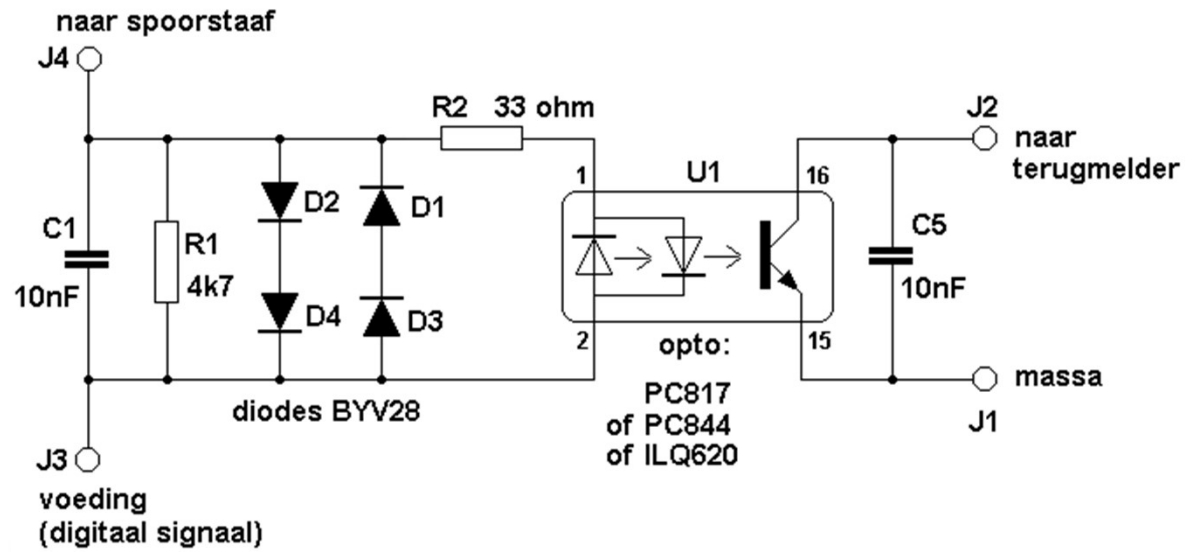 naar spoorstaaf
J4
R2 33 ohm
J2
naar
terugmelder
1
U1
16
D2
D1
C1
R1
C5
10nF
4k7
10nF
D4
D3
2
opto:
15
massa
J1
diodes BYV28
PC817
of PC844
of ILQ620
J3
voeding
(digitaal signaal)